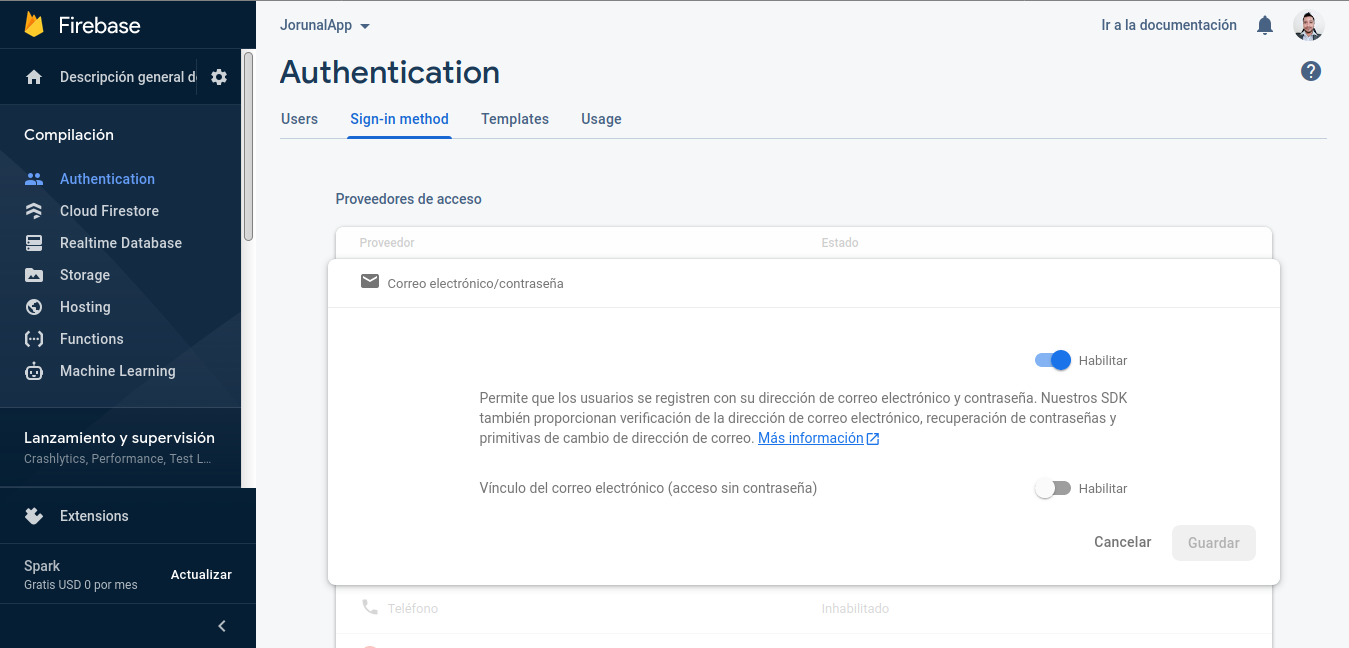 Firebase
Descripción general d
Compilación
Authentication
Cloud Firestore
Realtime Database
Storage
Hosting
Functions
Machine Learning
Lanzamiento y supervisión
Crashlytics, Performance, Test L...
Extensions
Spark
Gratis USD 0 por mes
Actualizar
JorunalApp
Ir a la documentación
Authentication
Users
Sign-in method
Templates
Usage
Proveedores de acceso
Proveedor
Estado
Correo electrónico/contraseña
Habilitar
Permite que los usuarios se registren con su dirección de correo electrónico y contraseña. Nuestros SDK
también proporcionan verificación de la dirección de correo electrónico, recuperación de contraseñas y
primitivas de cambio de dirección de correo. Más información
Vínculo del correo electrónico (acceso sin contraseña)
Habilitar
Cancelar
Guardar
Teléfono
Inhabilitado